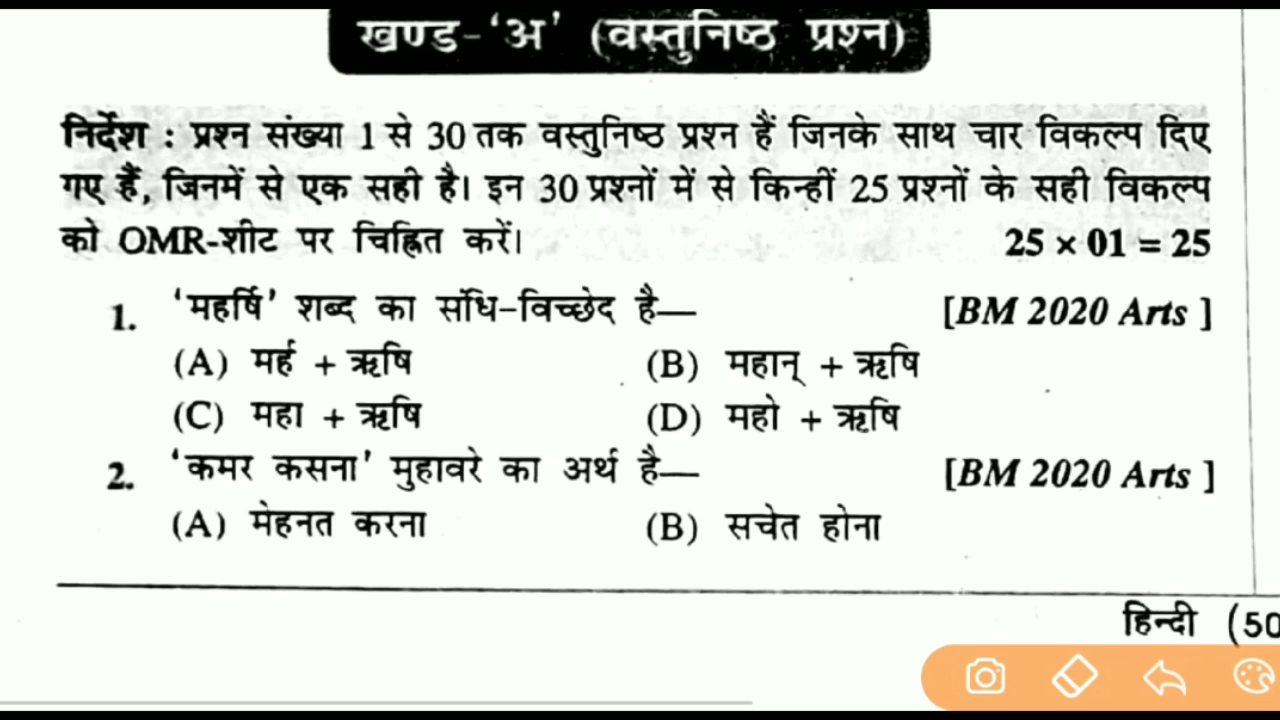 खण्ड-‘अ’ (वस्तुनिष्ठ प्रश्न)
निर्देश : प्रश्न संख्या 1 से 30 तक वस्तुनिष्ठ प्रश्न हैं जिनके साथ चार विकल्प दिए
गए हैं, जिनमें से एक सही है। इन 30 प्रश्नों में से किन्हीं 25 प्रश्नों के सही विकल्प
को OMR-शीट पर चिह्नित करें। 25 × 01 = 25
1. ‘महर्षि’ शब्द का संधि-विच्छेद है— [BM 2020 Arts ]
(A) मर्ह + ऋषि (B) महान् + ऋषि
(C) महा + ऋषि (D) महो + ऋषि
2. ‘कमर कसना’ मुहावरे का अर्थ है— [BM 2020 Arts ]
(A) मेहनत करना (B) सचेत होना
हिन्दी (50